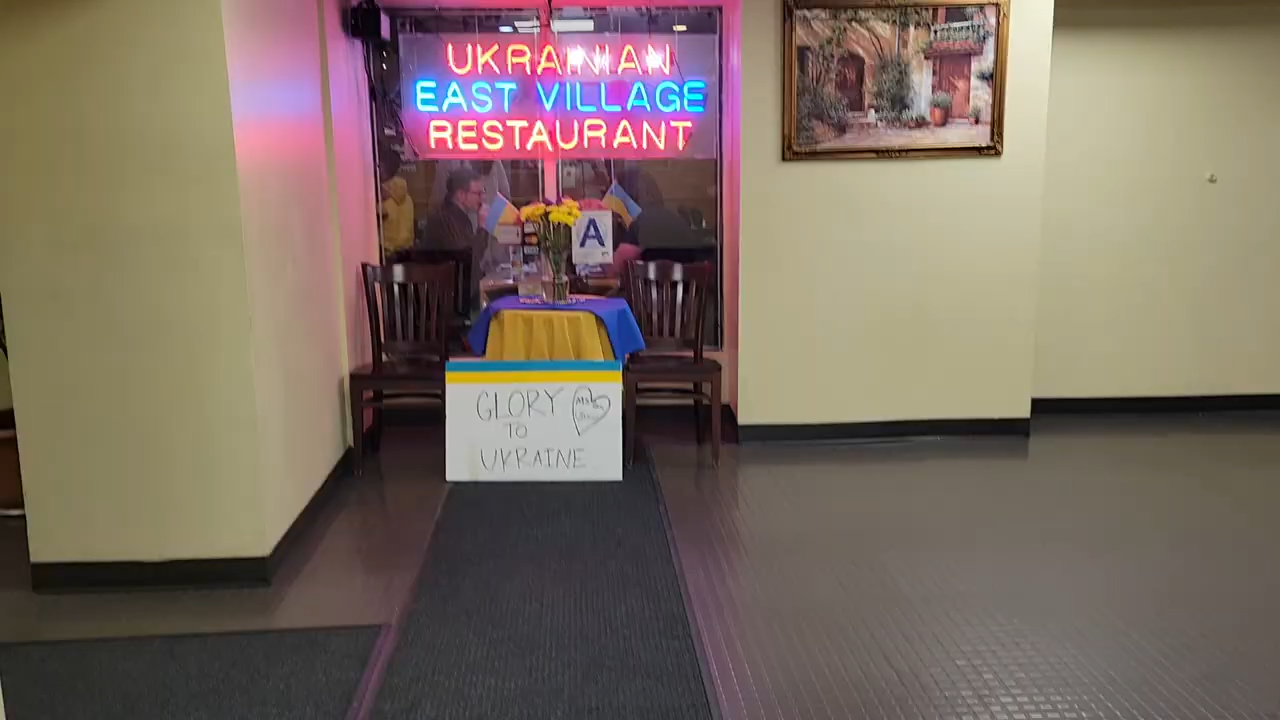 UKRAINIAN
EAST VILLAGE
RESTAURANT
A
GLORY
TO
UKRAINE